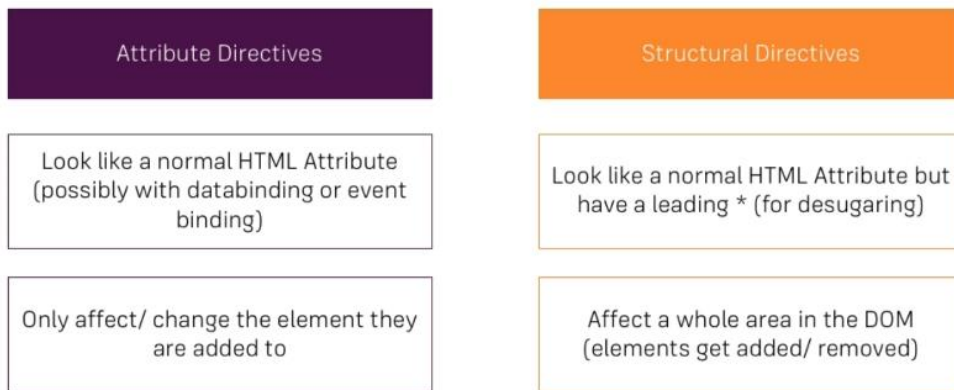 Attribute Directives
Structural Directives
Look like a normal HTML Attribute
(possibly with databinding or event
binding)
Look like a normal HTML Attribute but
have a leading * (for desugaring)
Only affect/ change the element they
are added to
Affect a whole area in the DOM
(elements get added/ removed)